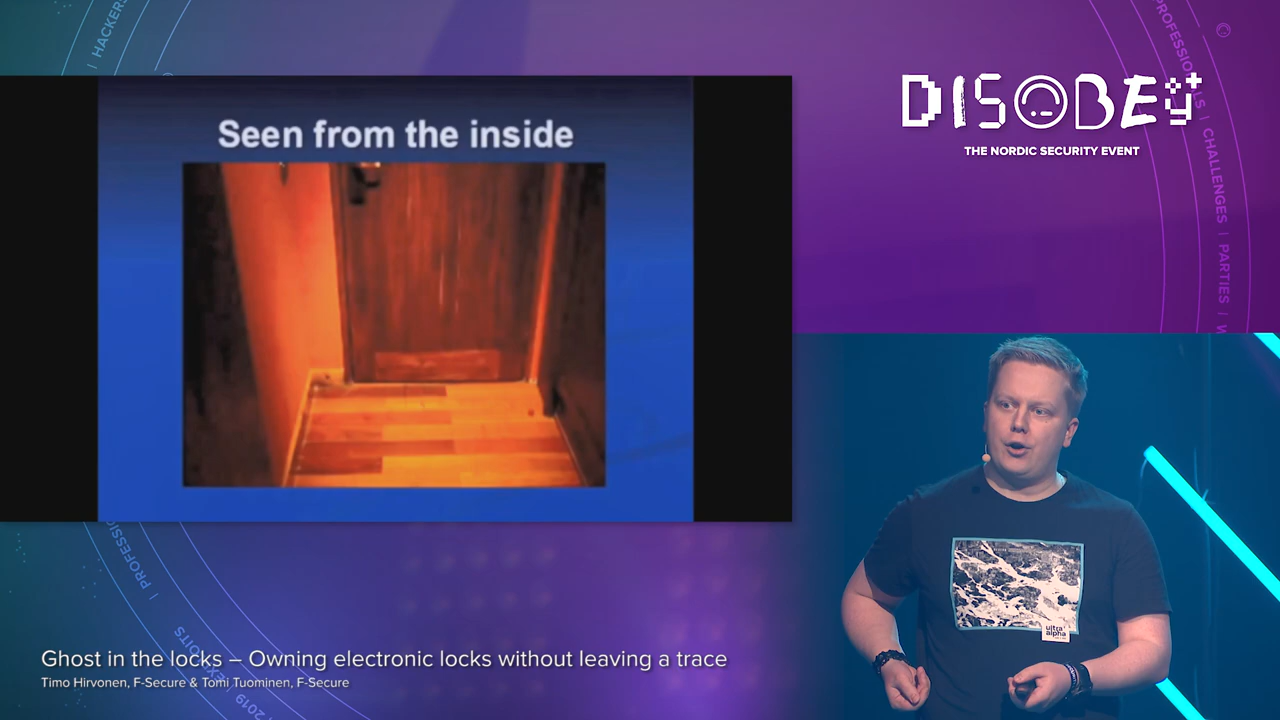 HACKERS
PROFESSIONALS | CHALLENGES | PARTIES |
DISOBEY
THE NORDIC SECURITY EVENT
Seen from the inside
ultra
alpha
Ghost in the locks – Owning electronic locks without leaving a trace
Timo Hirvonen, F-Secure & Tomi Tuominen, F-Secure
2019